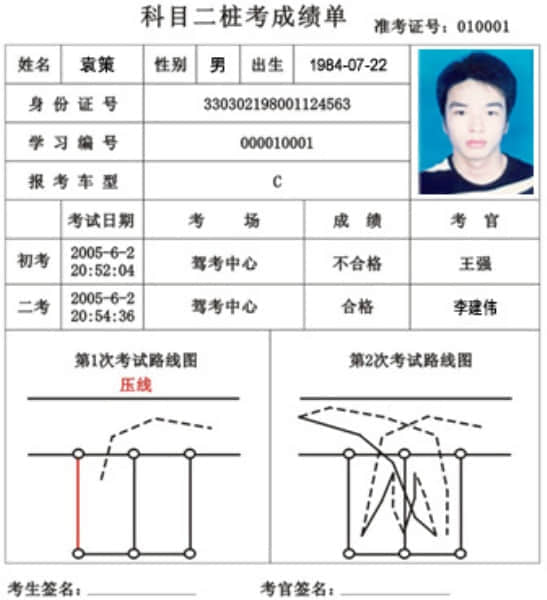 科目二桩考成绩单
准考证号：010001
姓名 袁策 性别 男 出生 1984-07-22
身份证号 330302198001124563
学习编号 000010001
报考车型 C
考试日期 考场 成绩 考官
初考 2005-6-2 20:52:04 驾考中心 不合格 王强
二考 2005-6-2 20:54:36 驾考中心 合格 李建伟
第1次考试路线图 第2次考试路线图
压线
考生签名： 考官签名：